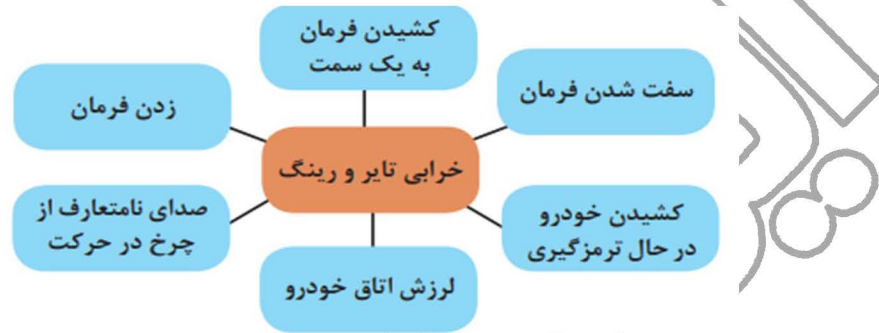 کشیدن فرمان
به یک سمت
سفت شدن فرمان
زدن فرمان
خرابی تایر و رینگ
کشیدن خودرو
در حال ترمزگیری
صدای نامتعارف از
چرخ در حرکت
لرزش اتاق خودرو